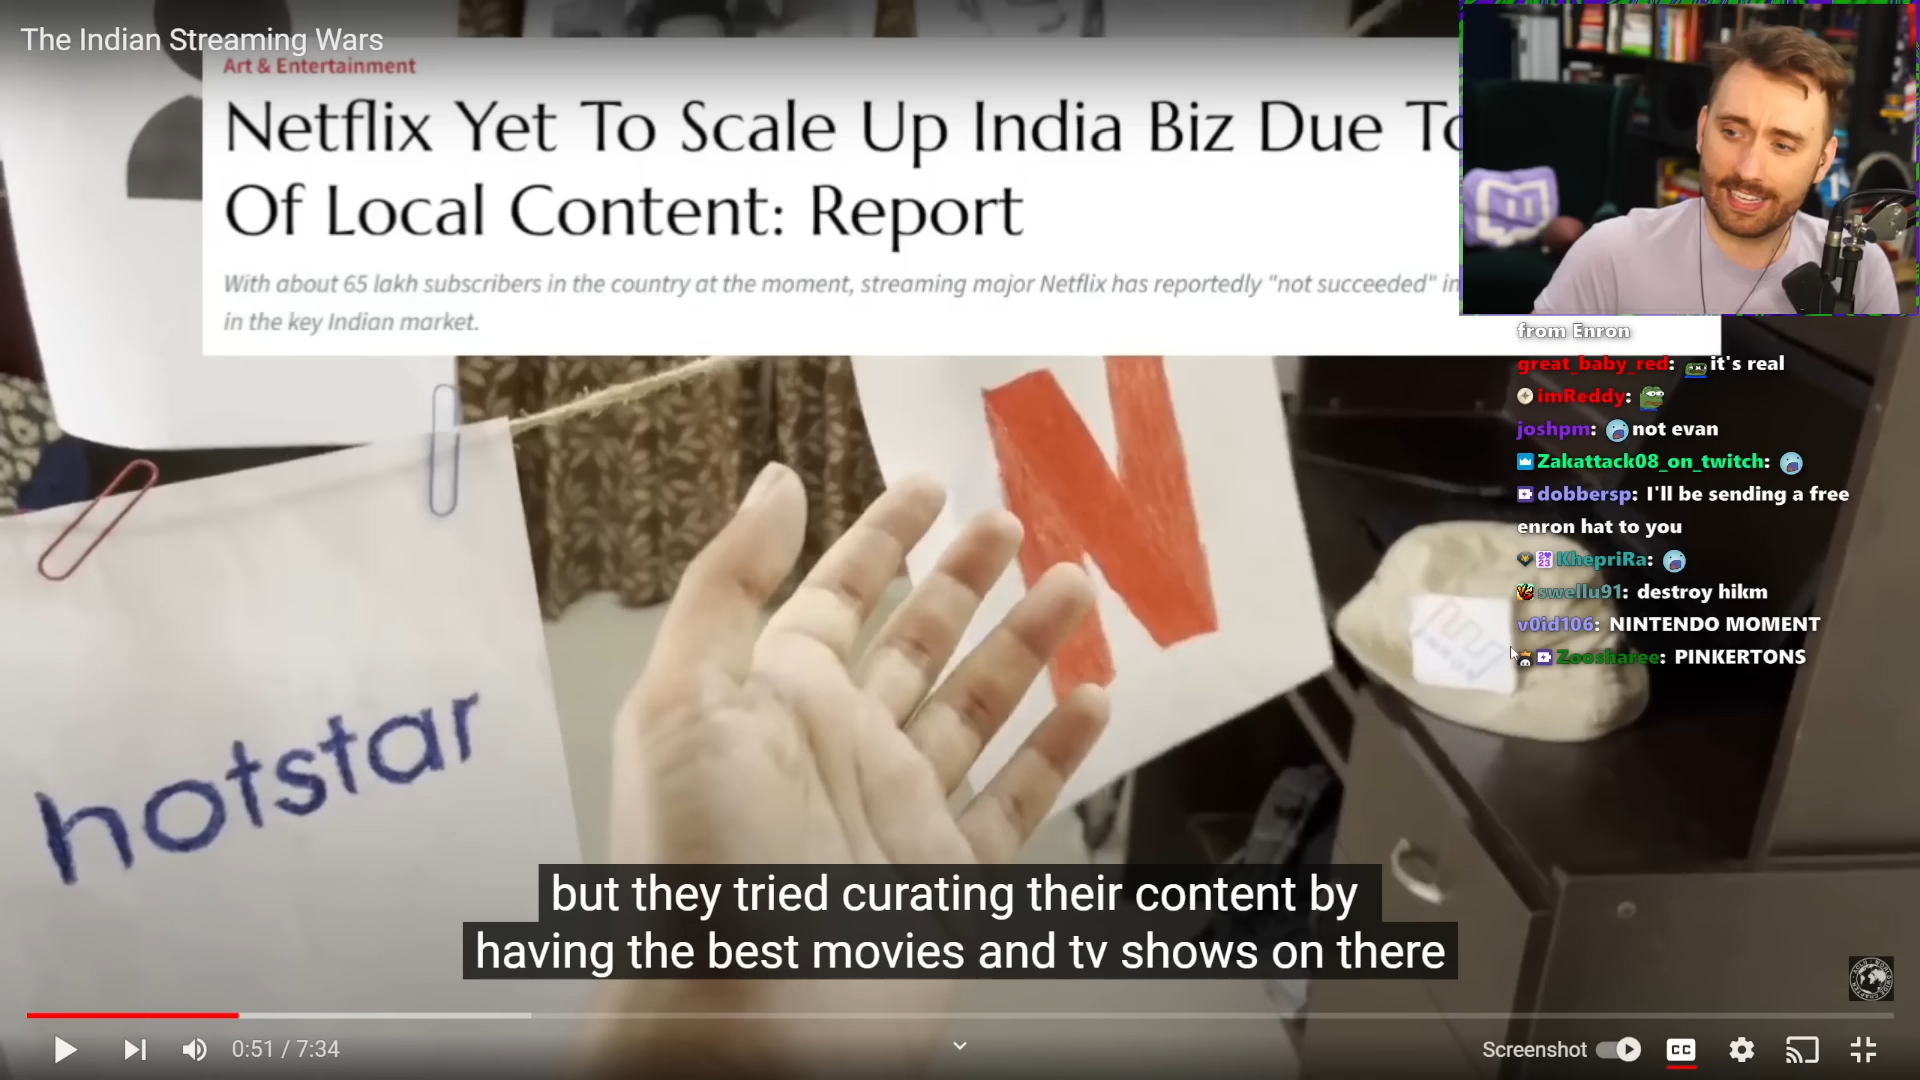 The Indian Streaming Wars
Art & Entertainment
Netflix Yet To Scale Up India Biz Due To
Of Local Content: Report
With about 65 lakh subscribers in the country at the moment, streaming major Netflix has reportedly "not succeeded" in
in the key Indian market.
from Enron
great_baby_red: it's real
imReddy:
joshpm: not evan
Zakattack08_on_twitch:
dobbersp: I'll be sending a free
enron hat to you
KhepriRa:
swellu91: destroy hikm
v0id106: NINTENDO MOMENT
Zoosharee: PINKERTONS
N
hotstar
but they tried curating their content by
having the best movies and tv shows on there
0:51 / 7:34
Screenshot
CC